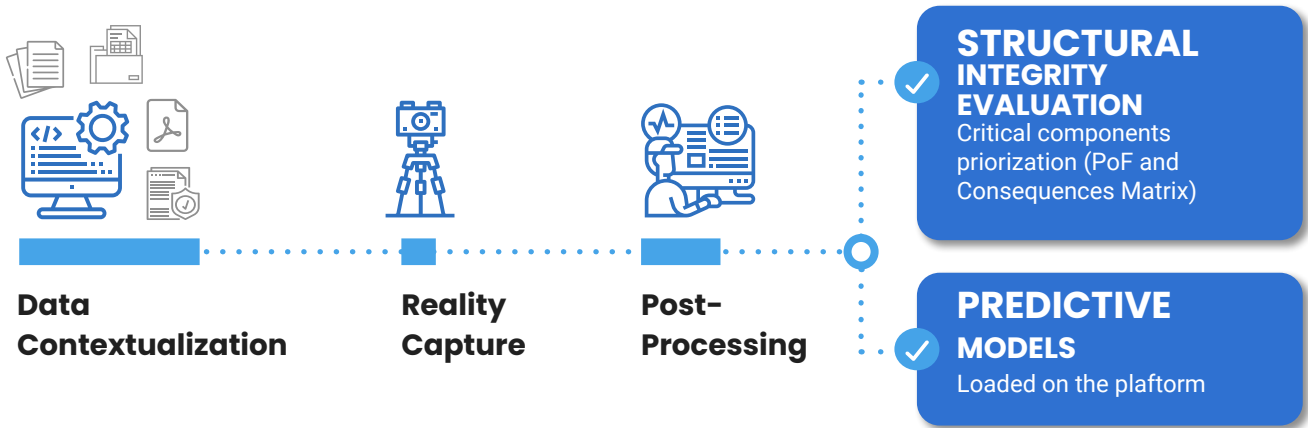 </>
Data
Contextualization
Reality
Capture
Post-
Processing
STRUCTURAL
INTEGRITY
EVALUATION
Critical components
priorization (PoF and
Consequences Matrix)
PREDICTIVE
MODELS
Loaded on the plaftorm